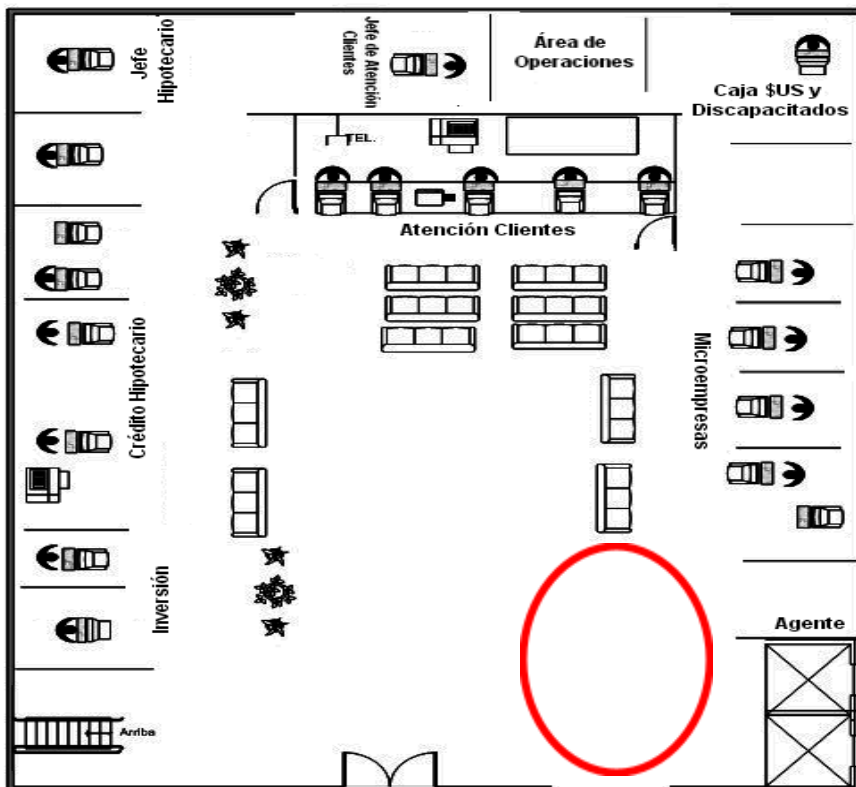 Jefe
Hipotecario
Jefe de Atención
Clientes
Área de
Operaciones
Caja $US y
Discapacitados
TEL.
Atención Clientes
Crédito Hipotecario
Microempresas
Inversión
Agente
Arriba